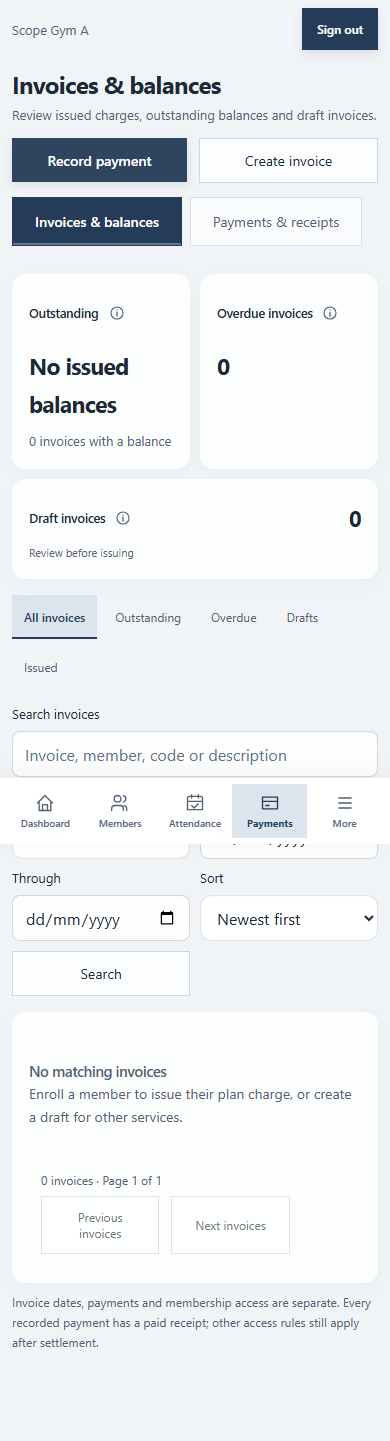 Scope Gym A
Sign out
Invoices & balances
Review issued charges, outstanding balances and draft invoices.
Record payment
Create invoice
Invoices & balances
Payments & receipts
Outstanding
Overdue invoices
No issued
balances
0
0 invoices with a balance
Draft invoices
0
Review before issuing
All invoices
Outstanding
Overdue
Drafts
Issued
Search invoices
Invoice, member, code or description
Dashboard
Members
Attendance
Payments
More
Through
Sort
dd/mm/yyyy
Newest first
Search
No matching invoices
Enroll a member to issue their plan charge, or create
a draft for other services.
0 invoices · Page 1 of 1
Previous
invoices
Next invoices
Invoice dates, payments and membership access are separate. Every
recorded payment has a paid receipt; other access rules still apply
after settlement.